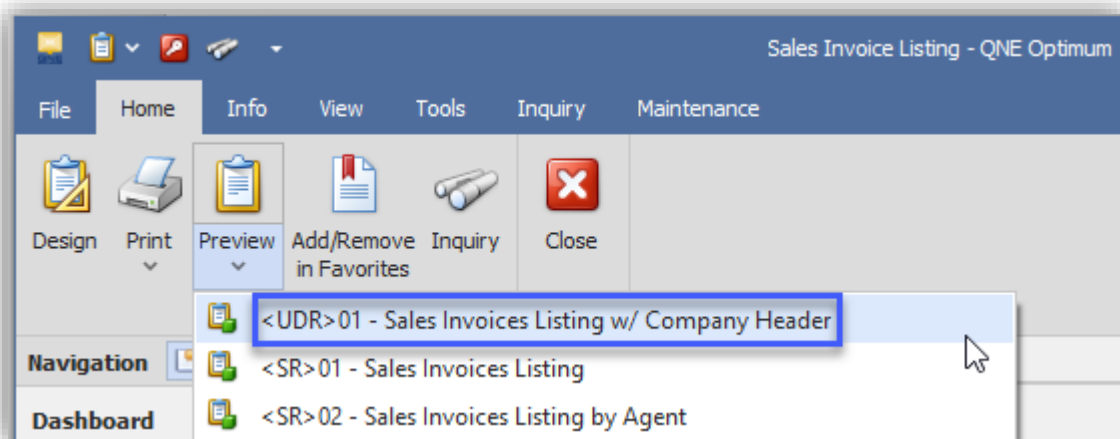 Sales Invoice Listing - QNE Optimum
File Home Info View Tools Inquiry Maintenance
Design Print Preview Add/Remove in Favorites Inquiry Close
<UDR>01 - Sales Invoices Listing w/ Company Header
Navigation
<SR>01 - Sales Invoices Listing
Dashboard
<SR>02 - Sales Invoices Listing by Agent